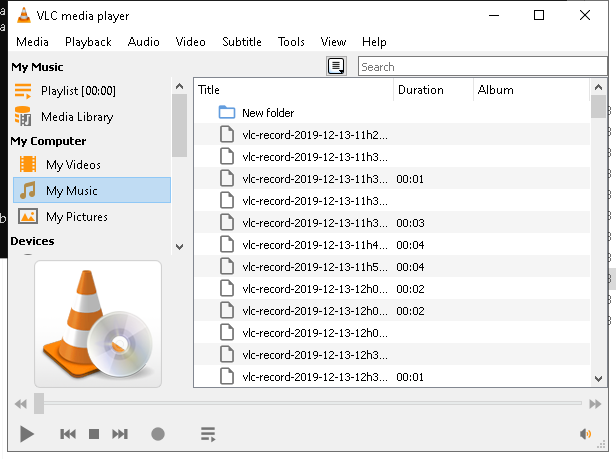 VLC media player
Media Playback Audio Video Subtitle Tools View Help
My Music
Playlist [00:00]
Media Library
My Computer
My Videos
My Music
My Pictures
Devices
Search
Title Duration Album
New folder
vlc-record-2019-12-13-11h2...
vlc-record-2019-12-13-11h3...
vlc-record-2019-12-13-11h3... 00:01
vlc-record-2019-12-13-11h3...
vlc-record-2019-12-13-11h3... 00:03
vlc-record-2019-12-13-11h4... 00:04
vlc-record-2019-12-13-11h5... 00:04
vlc-record-2019-12-13-12h0... 00:02
vlc-record-2019-12-13-12h0... 00:02
vlc-record-2019-12-13-12h0...
vlc-record-2019-12-13-12h3...
vlc-record-2019-12-13-12h3... 00:01